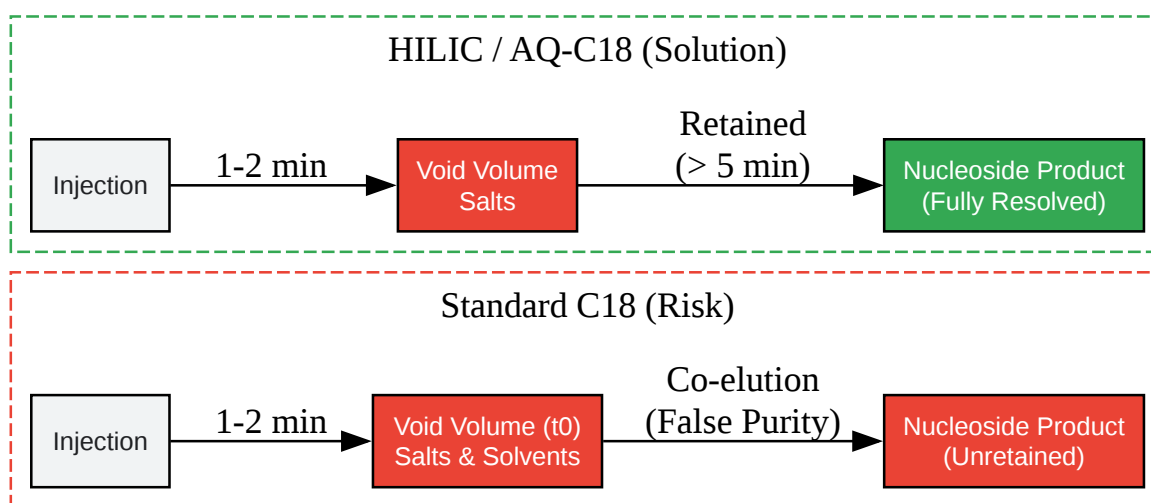 HILIC / AQ-C18 (Solution)
Injection
1-2 min
Void Volume
Salts
Retained
(> 5 min)
Nucleoside Product
(Fully Resolved)
Standard C18 (Risk)
Injection
1-2 min
Void Volume (t0)
Salts & Solvents
Co-elution
(False Purity)
Nucleoside Product
(Unretained)